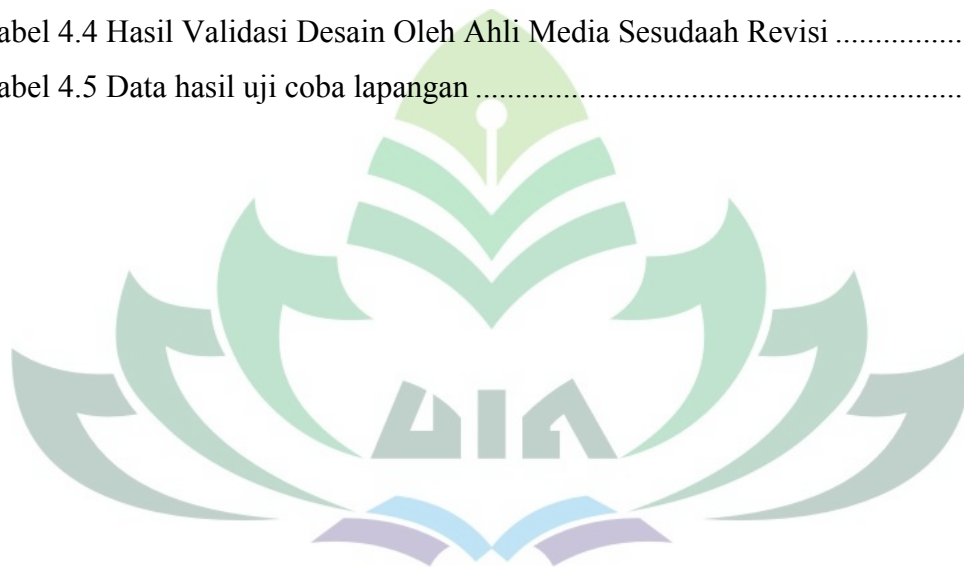 abel 4.4 Hasil Validasi Desain Oleh Ahli Media Sesudaah Revisi ................
abel 4.5 Data hasil uji coba lapangan ..............................................................
UIN